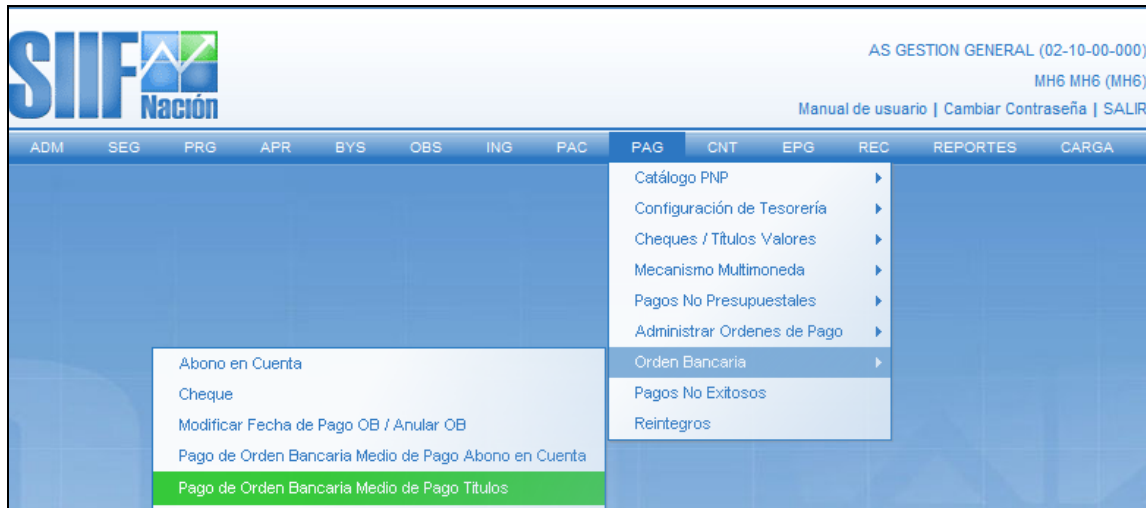 SIIF Nación
AS GESTION GENERAL (02-10-00-000)
MH6 MH6 (MH6)
Manual de usuario | Cambiar Contraseña | SALIR
ADM SEG PRG APR BYS OBS ING PAC PAG CNT EPG REC REPORTES CARGA
Catálogo PNP
Configuración de Tesorería
Cheques / Títulos Valores
Mecanismo Multimoneda
Pagos No Presupuestales
Administrar Ordenes de Pago
Orden Bancaria
Pagos No Exitosos
Reintegros
Abono en Cuenta
Cheque
Modificar Fecha de Pago OB / Anular OB
Pago de Orden Bancaria Medio de Pago Abono en Cuenta
Pago de Orden Bancaria Medio de Pago Titulos